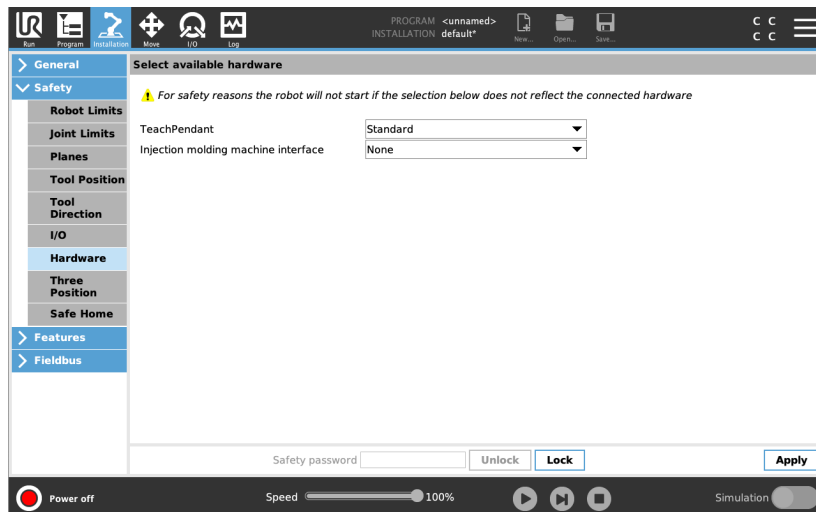 UR
PROGRAM <unnamed>
INSTALLATION default*
Run Program Installation Move I/O Log New... Open... Save...
C C
C C
General
Safety
Robot Limits
Joint Limits
Planes
Tool Position
Tool
Direction
I/O
Hardware
Three
Position
Safe Home
Features
Fieldbus
Select available hardware
For safety reasons the robot will not start if the selection below does not reflect the connected hardware
TeachPendant Standard
Injection molding machine interface None
Safety password Unlock Lock Apply
Power off Speed 100% Simulation